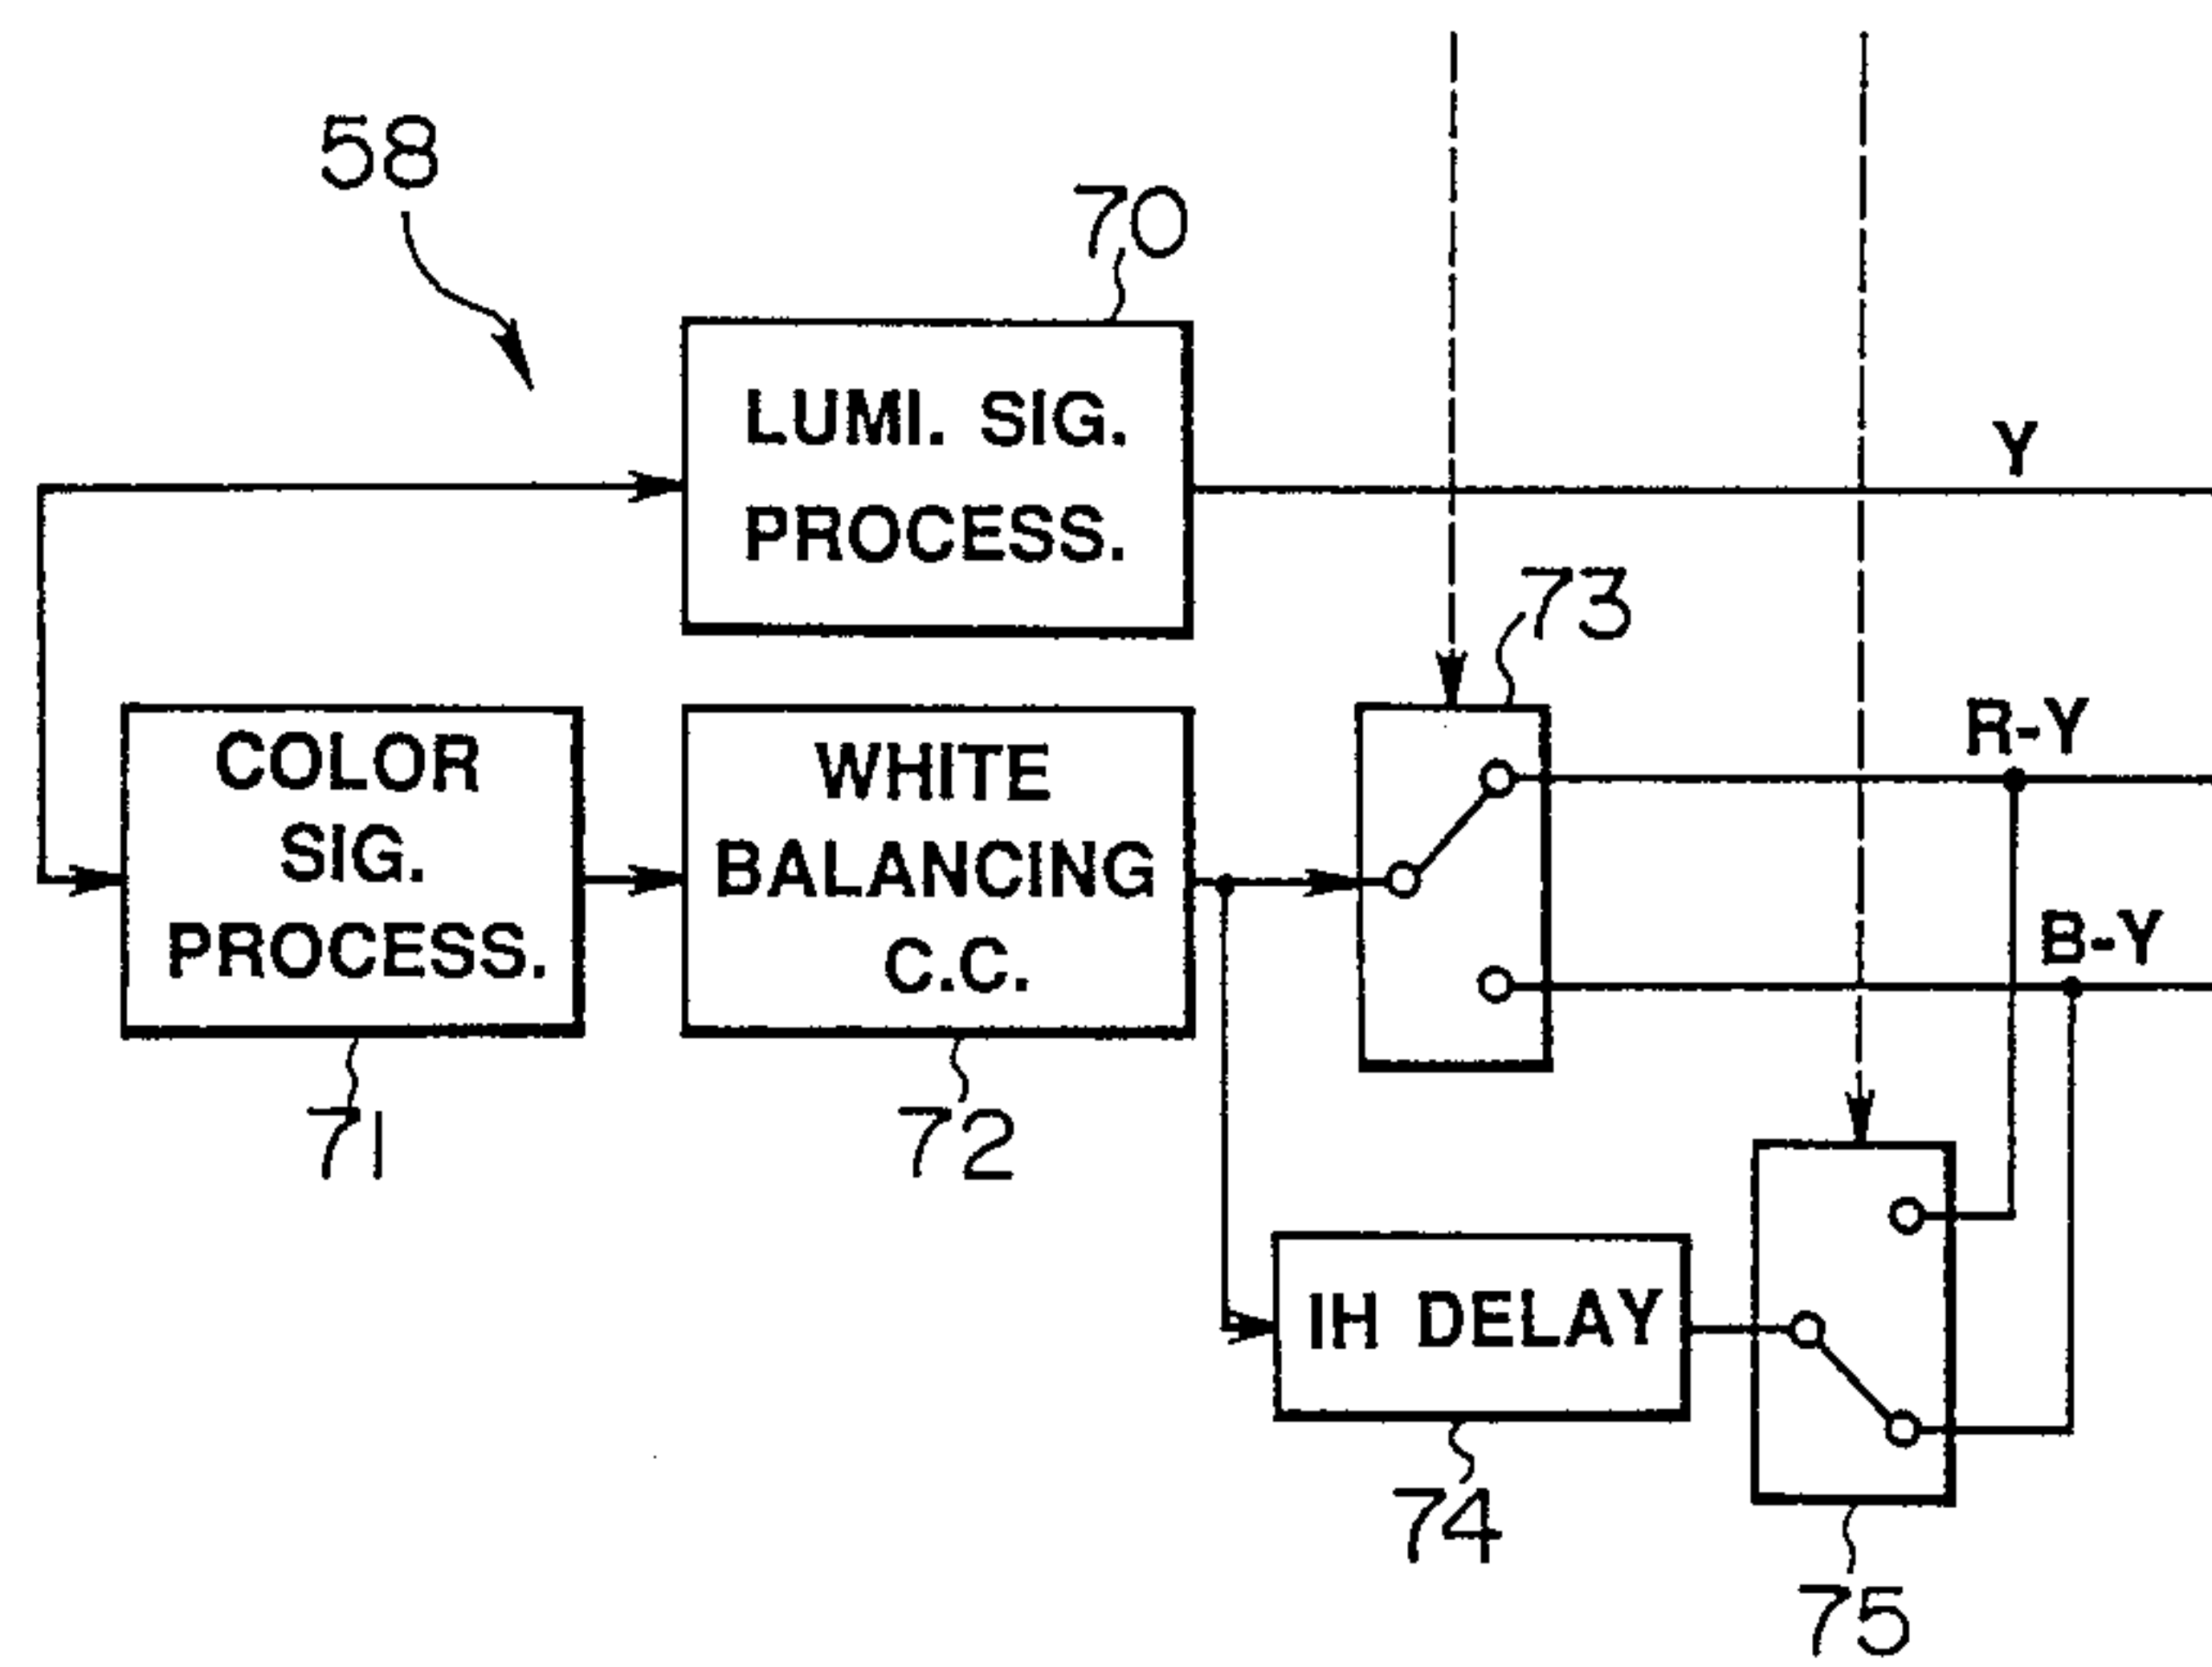 58
70
LUMI. SIG.
PROCESS.
Y
73
COLOR
SIG.
PROCESS.
71
WHITE
BALANCING
C.C.
72
R-Y
B-Y
IH DELAY
74
75